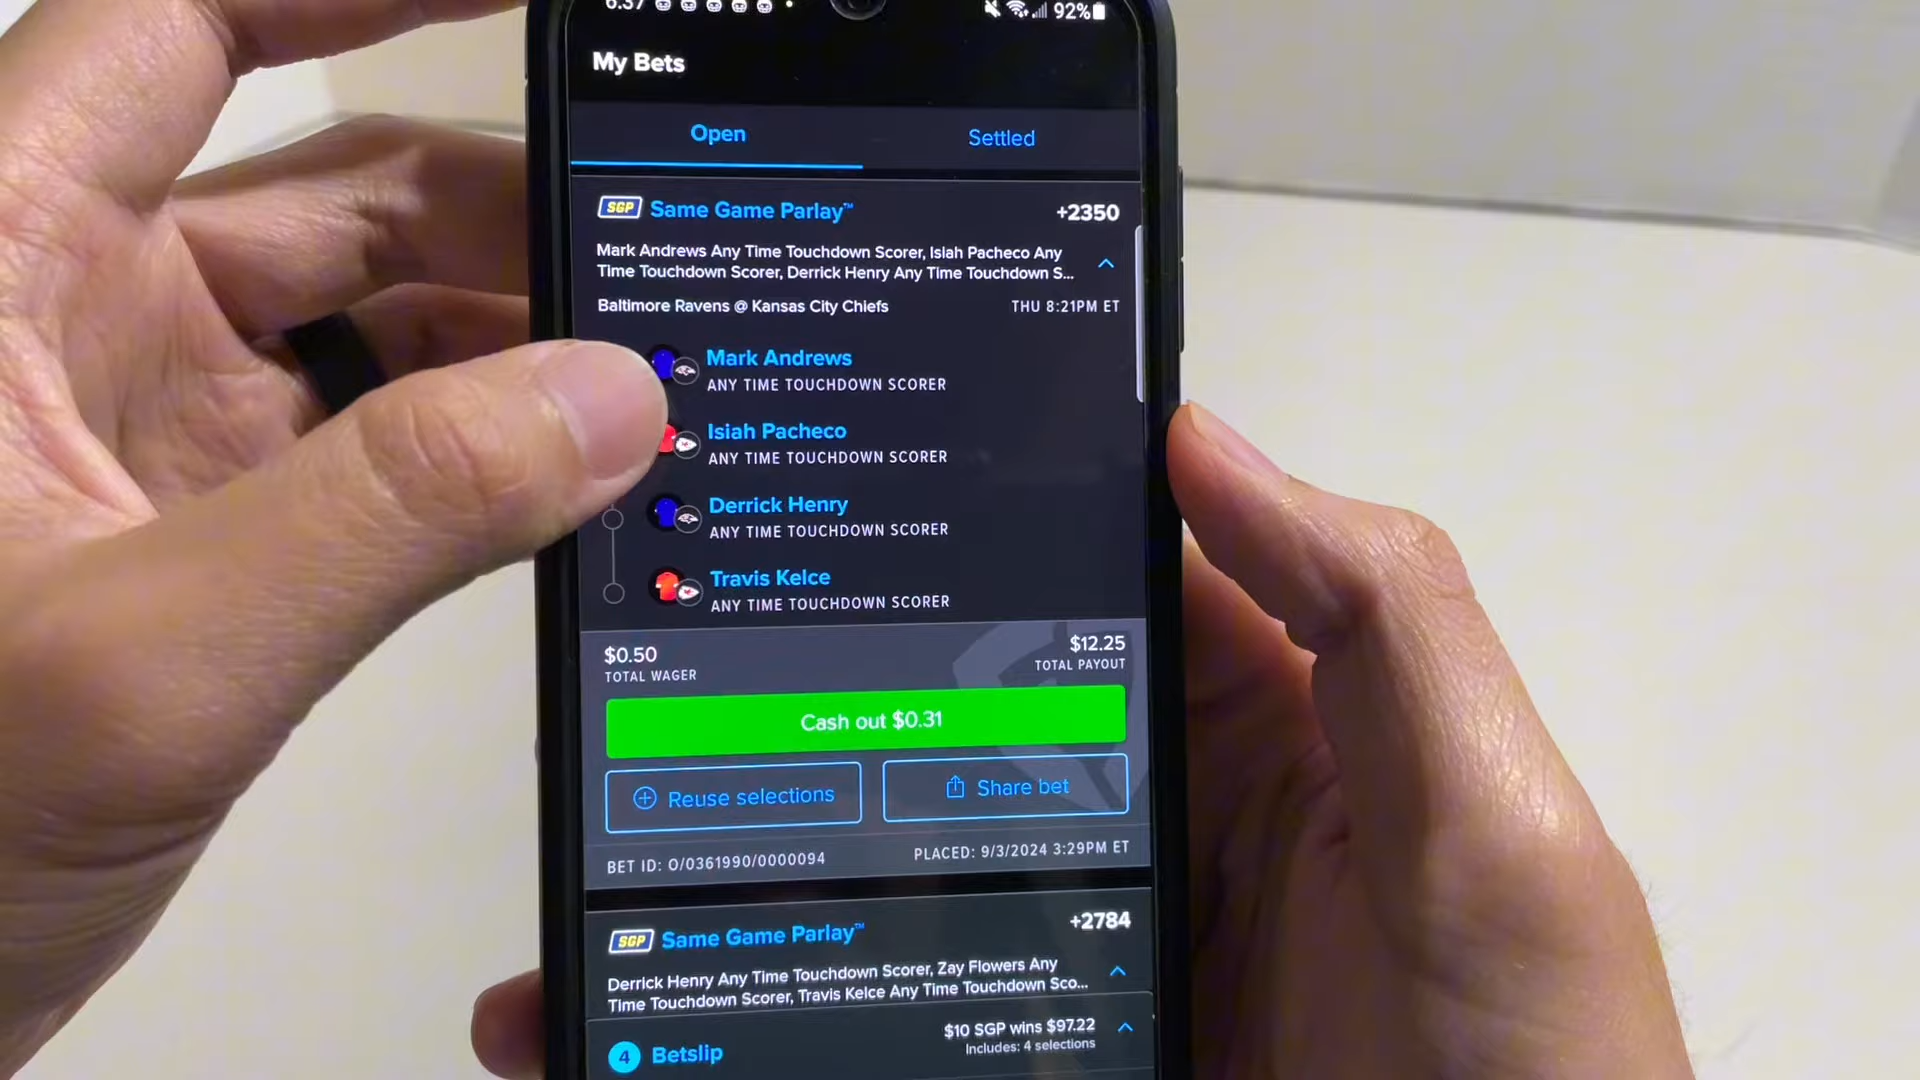 6:37
92%
My Bets
Open
Settled
SGP Same Game Parlay™ +2350
Mark Andrews Any Time Touchdown Scorer, Isiah Pacheco Any
Time Touchdown Scorer, Derrick Henry Any Time Touchdown S...
Baltimore Ravens @ Kansas City Chiefs THU 8:21PM ET
Mark Andrews
ANY TIME TOUCHDOWN SCORER
Isiah Pacheco
ANY TIME TOUCHDOWN SCORER
Derrick Henry
ANY TIME TOUCHDOWN SCORER
Travis Kelce
ANY TIME TOUCHDOWN SCORER
$0.50 $12.25
TOTAL WAGER TOTAL PAYOUT
Cash out $0.31
Reuse selections
Share bet
BET ID: O/0361990/0000094 PLACED: 9/3/2024 3:29PM ET
SGP Same Game Parlay™ +2784
Derrick Henry Any Time Touchdown Scorer, Zay Flowers Any
Time Touchdown Scorer, Travis Kelce Any Time Touchdown Sco...
$10 SGP wins $97.22
Includes: 4 selections
4 Betslip